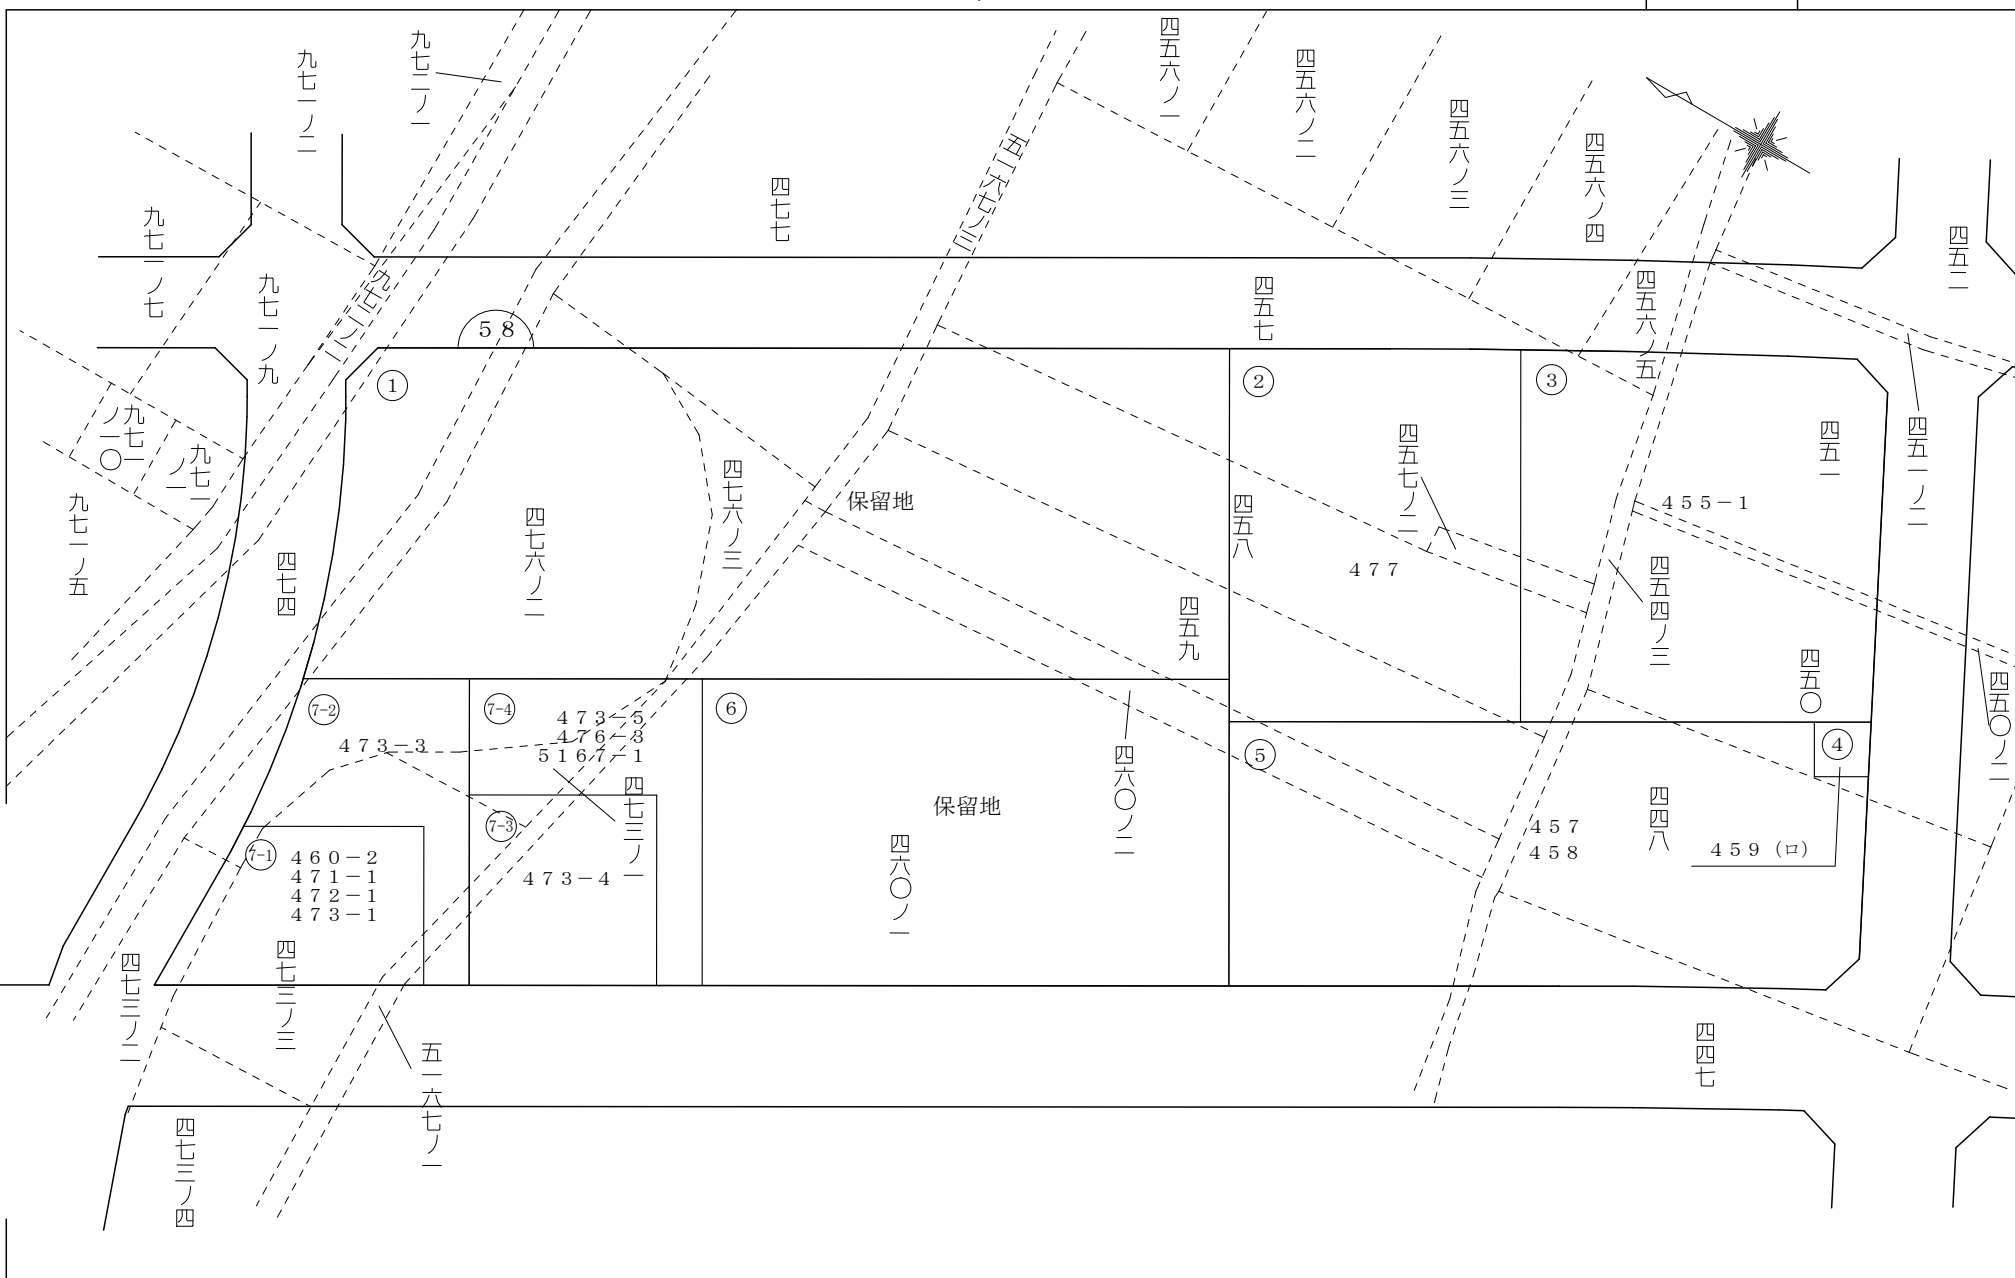 九七二ノ一
九七一ノ二
四五六ノ一
四五六ノ二
四五六ノ三
四五六ノ四
五一六七ノ三
四七七
九七一ノ七
九七一ノ九
九七二ノ二
四五二
四五七
四五六ノ五
58
①
②
③
九七一ノ一〇
九七一ノ一
九七一ノ五
四七四
四七六ノ二
四七六ノ三
保留地
四五八
四五九
四五七ノ二
477
455-1
四五一
四五一ノ二
四五四ノ三
四五〇
四五〇ノ二
7-2
473-3
7-4
473-5
476-3
5167-1
⑥
⑤
④
7-3
473-4
四七三ノ一
7-1
460-2
471-1
472-1
473-1
保留地
四六〇ノ一
四六〇ノ二
457
458
四四八
459(ロ)
四七三ノ二
四七三ノ三
五一六七ノ一
四四七
四七三ノ四